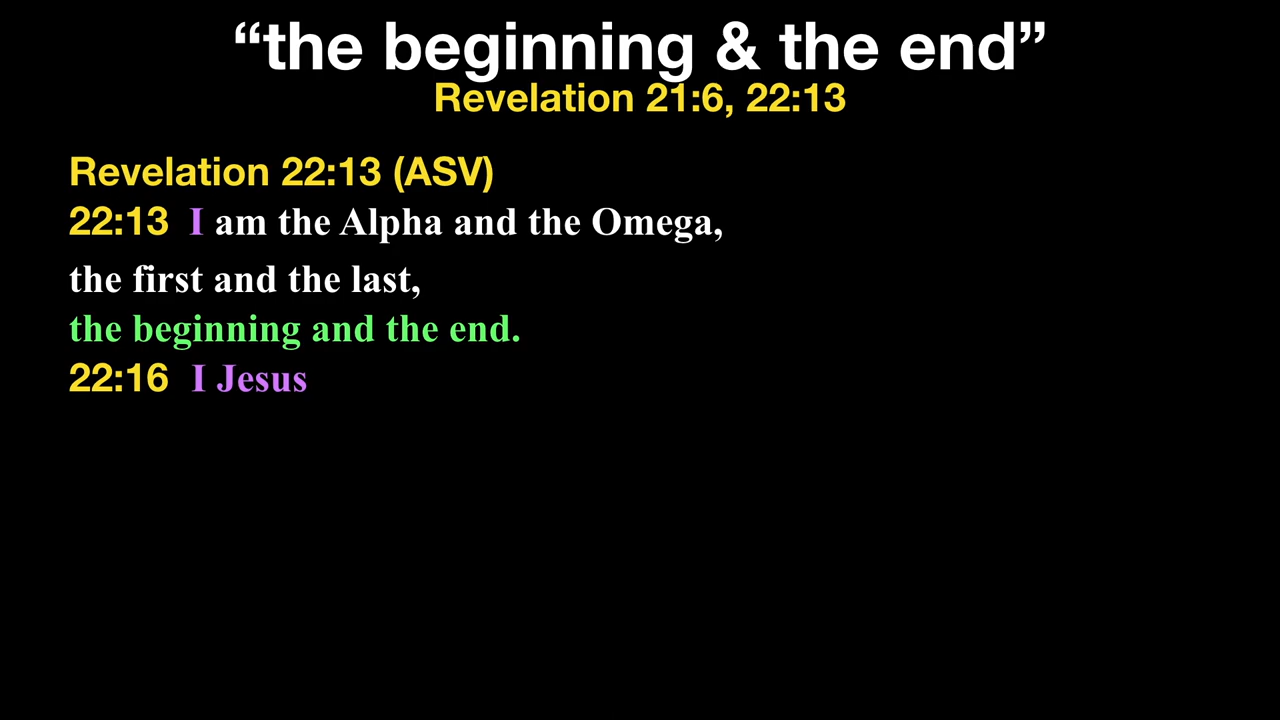 “the beginning & the end”
Revelation 21:6, 22:13
Revelation 22:13 (ASV)
22:13 I am the Alpha and the Omega,
the first and the last,
the beginning and the end.
22:16 I Jesus